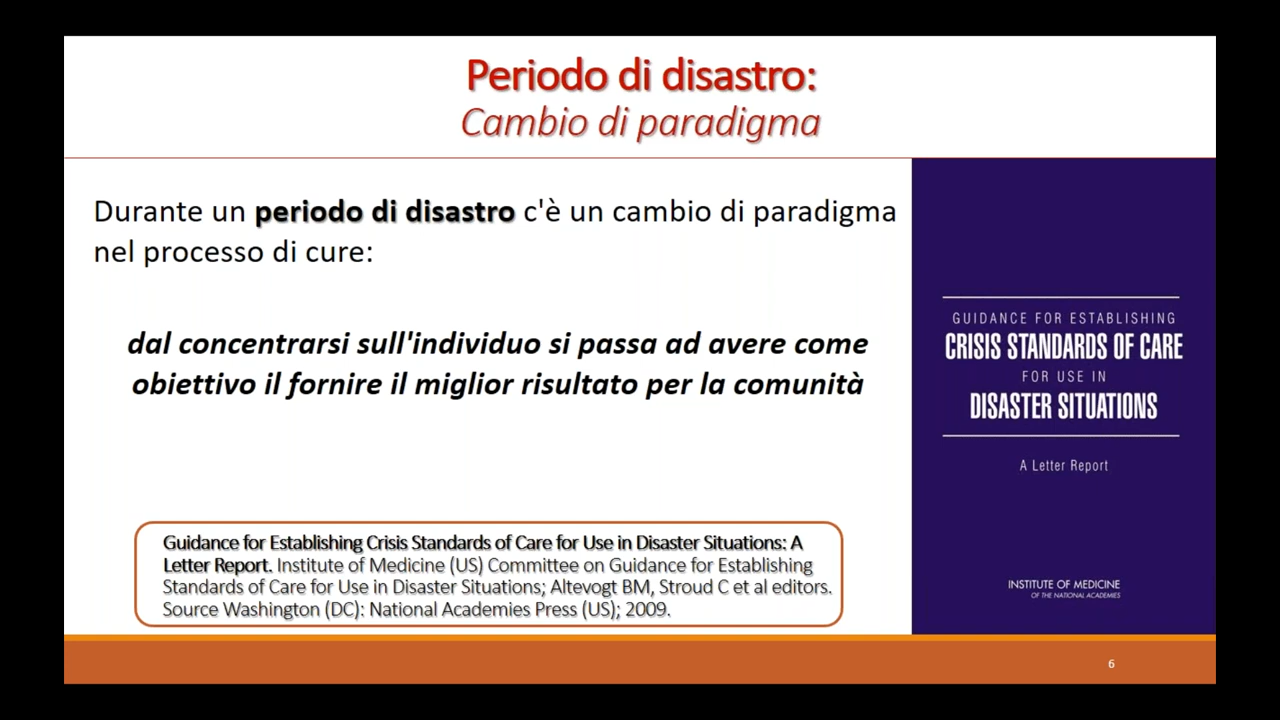 Periodo di disastro:
Cambio di paradigma
Durante un periodo di disastro c'è un cambio di paradigma
nel processo di cure:
dal concentrarsi sull'individuo si passa ad avere come
obiettivo il fornire il miglior risultato per la comunità
Guidance for Establishing Crisis Standards of Care for Use in Disaster Situations: A
Letter Report. Institute of Medicine (US) Committee on Guidance for Establishing
Standards of Care for Use in Disaster Situations; Altevogt BM, Stroud C et al editors.
Source Washington (DC): National Academies Press (US); 2009.
GUIDANCE FOR ESTABLISHING
CRISIS STANDARDS OF CARE
FOR USE IN
DISASTER SITUATIONS
A Letter Report
INSTITUTE OF MEDICINE
OF THE NATIONAL ACADEMIES
6